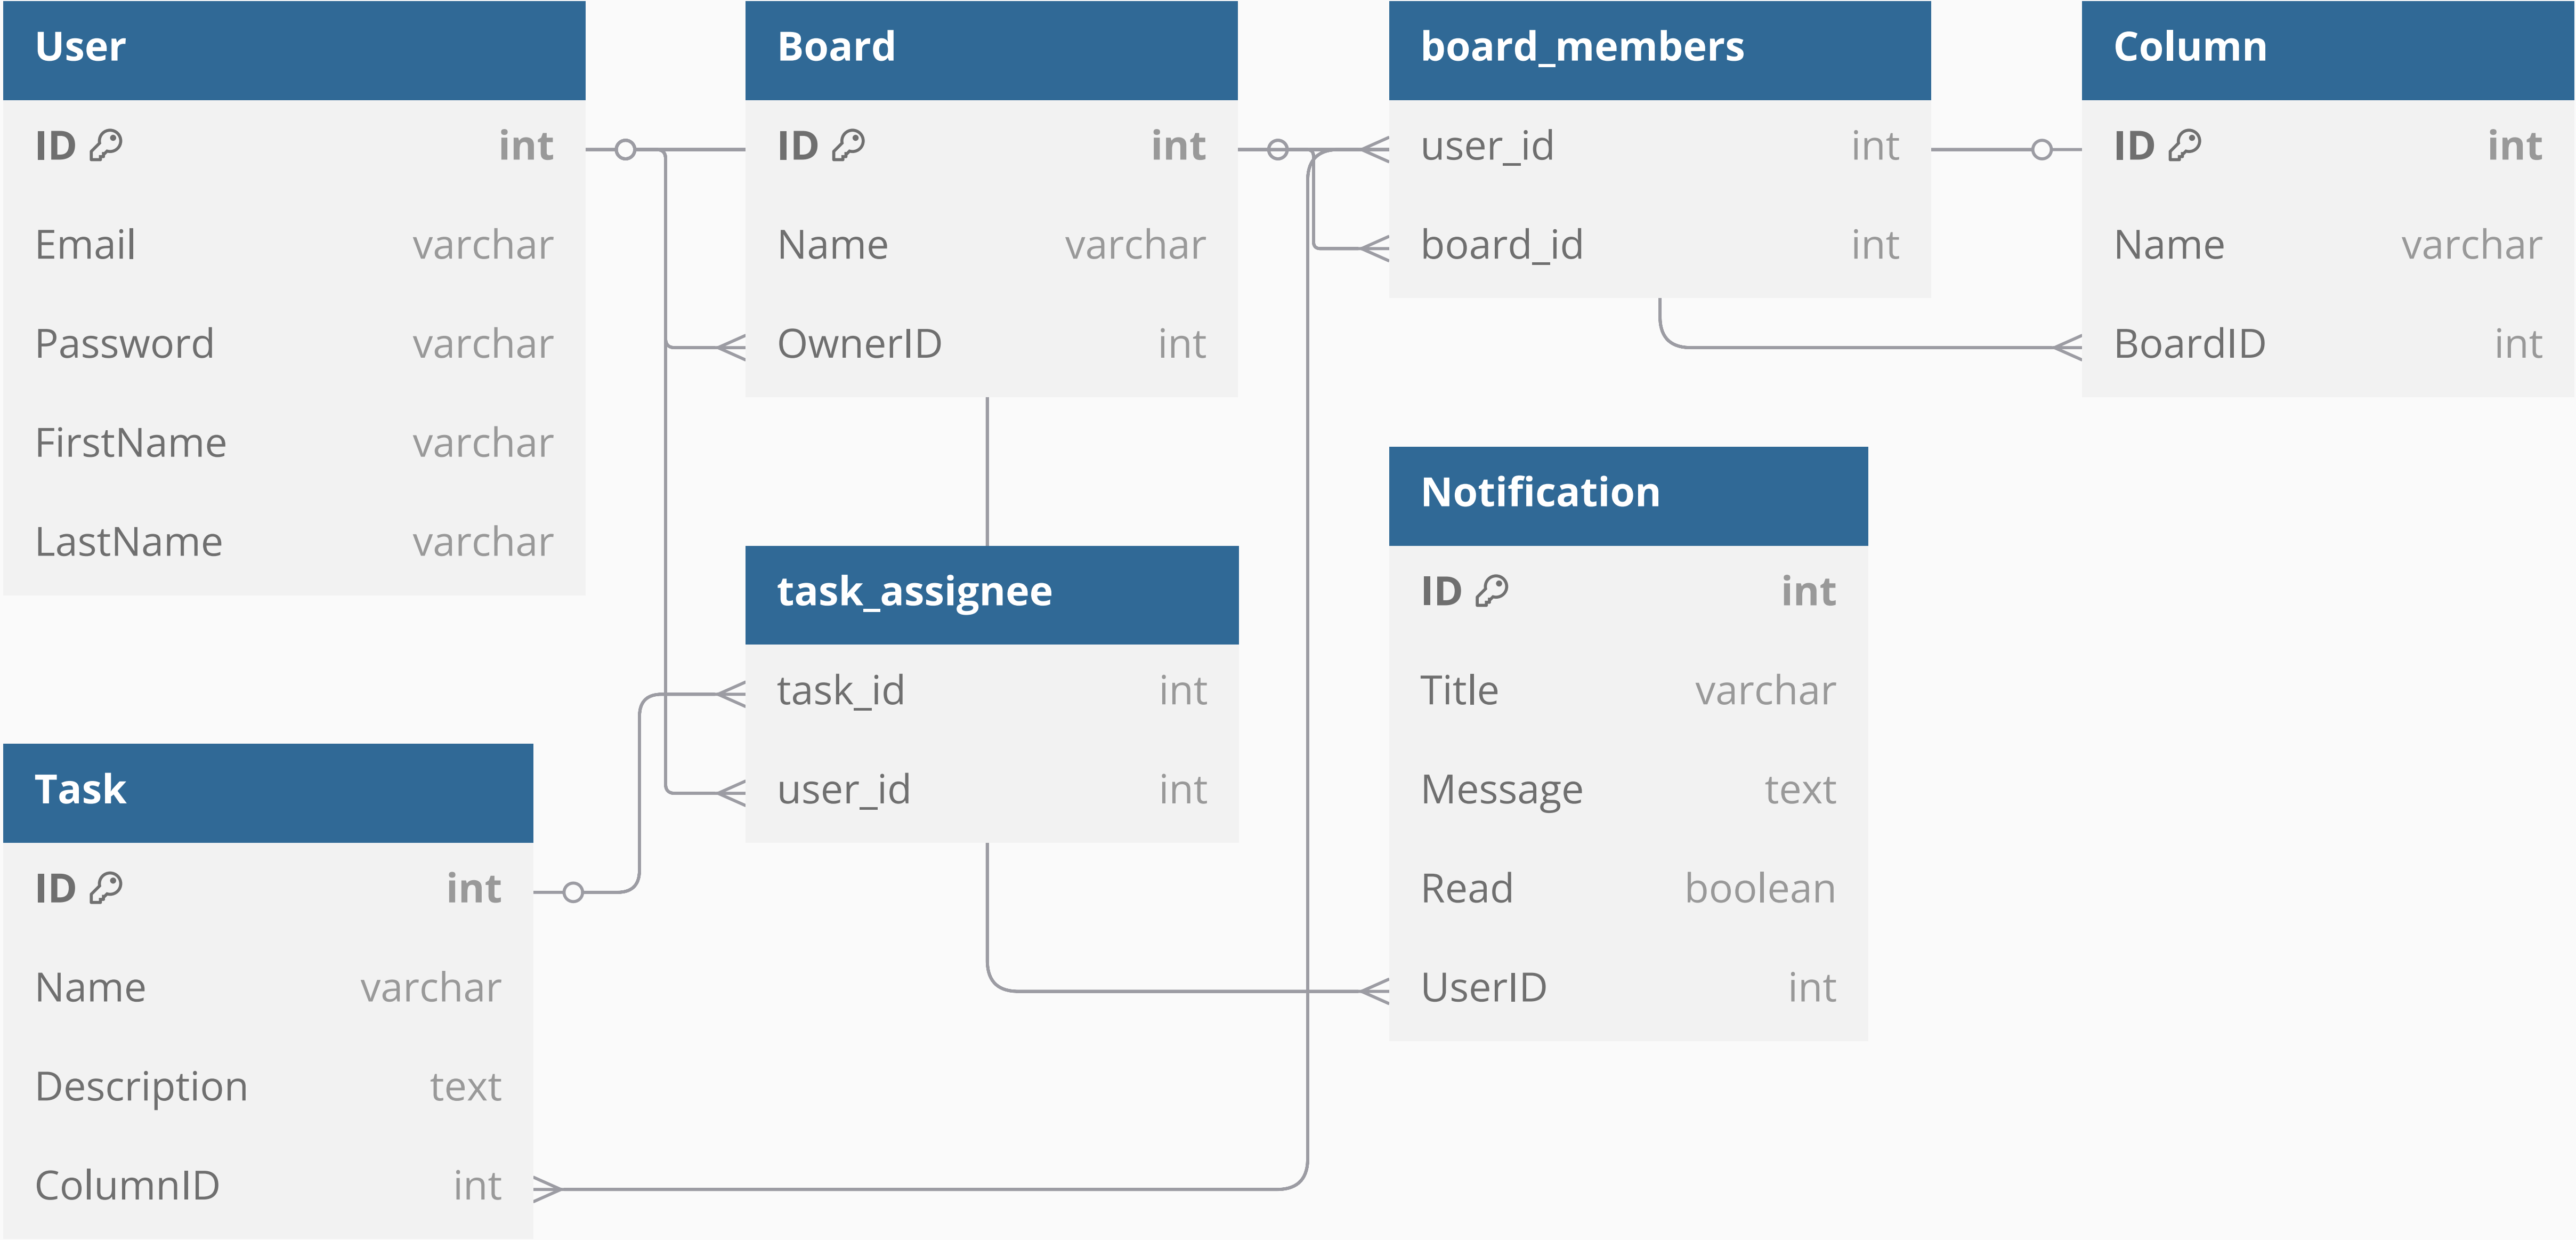 User
ID int
Email varchar
Password varchar
FirstName varchar
LastName varchar
Board
ID int
Name varchar
OwnerID int
board_members
user_id int
board_id int
Column
ID int
Name varchar
BoardID int
Notification
ID int
Title varchar
Message text
Read boolean
UserID int
task_assignee
task_id int
user_id int
Task
ID int
Name varchar
Description text
ColumnID int